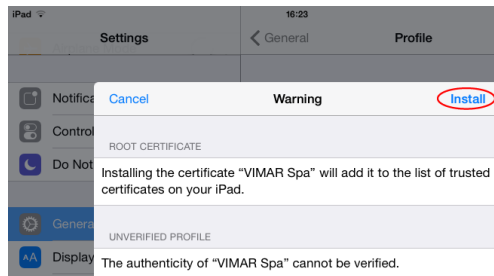 iPad 16:23
Settings General Profile
Notifica Cancel Warning Install
Control
ROOT CERTIFICATE
Do Not Installing the certificate “VIMAR Spa” will add it to the list of trusted
certificates on your iPad.
Genera
UNVERIFIED PROFILE
Display
The authenticity of “VIMAR Spa” cannot be verified.